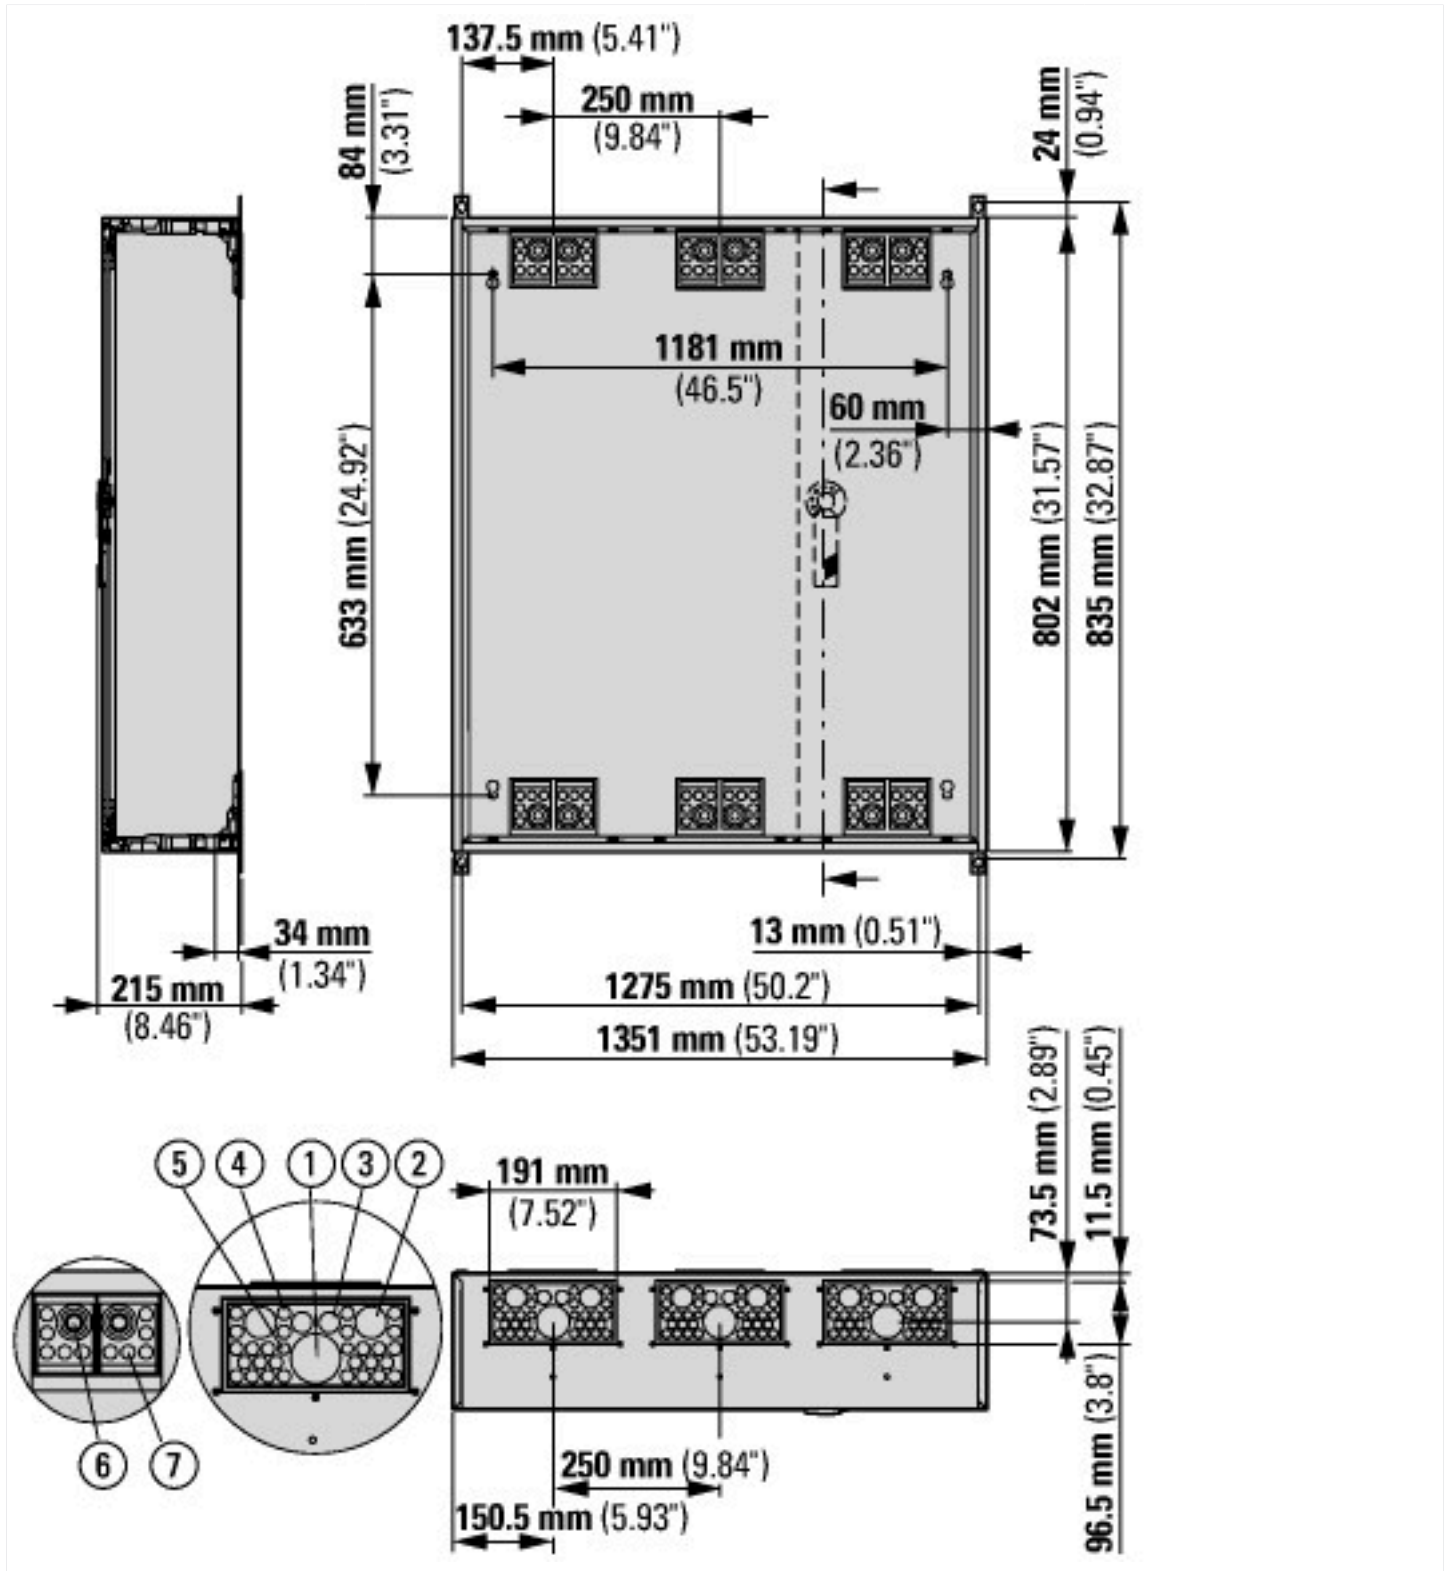 137.5 mm (5.41")
250 mm
(9.84")
84 mm
(3.31")
24 mm
(0.94")
1181 mm
(46.5")
60 mm
(2.36")
633 mm (24.92")
802 mm (31.57")
835 mm (32.87")
34 mm
(1.34")
215 mm
(8.46")
13 mm (0.51")
1275 mm (50.2")
1351 mm (53.19")
73.5 mm (2.89")
11.5 mm (0.45")
5 4 1 3 2
191 mm
(7.52")
6 7
250 mm (9.84")
150.5 mm (5.93")
96.5 mm (3.8")